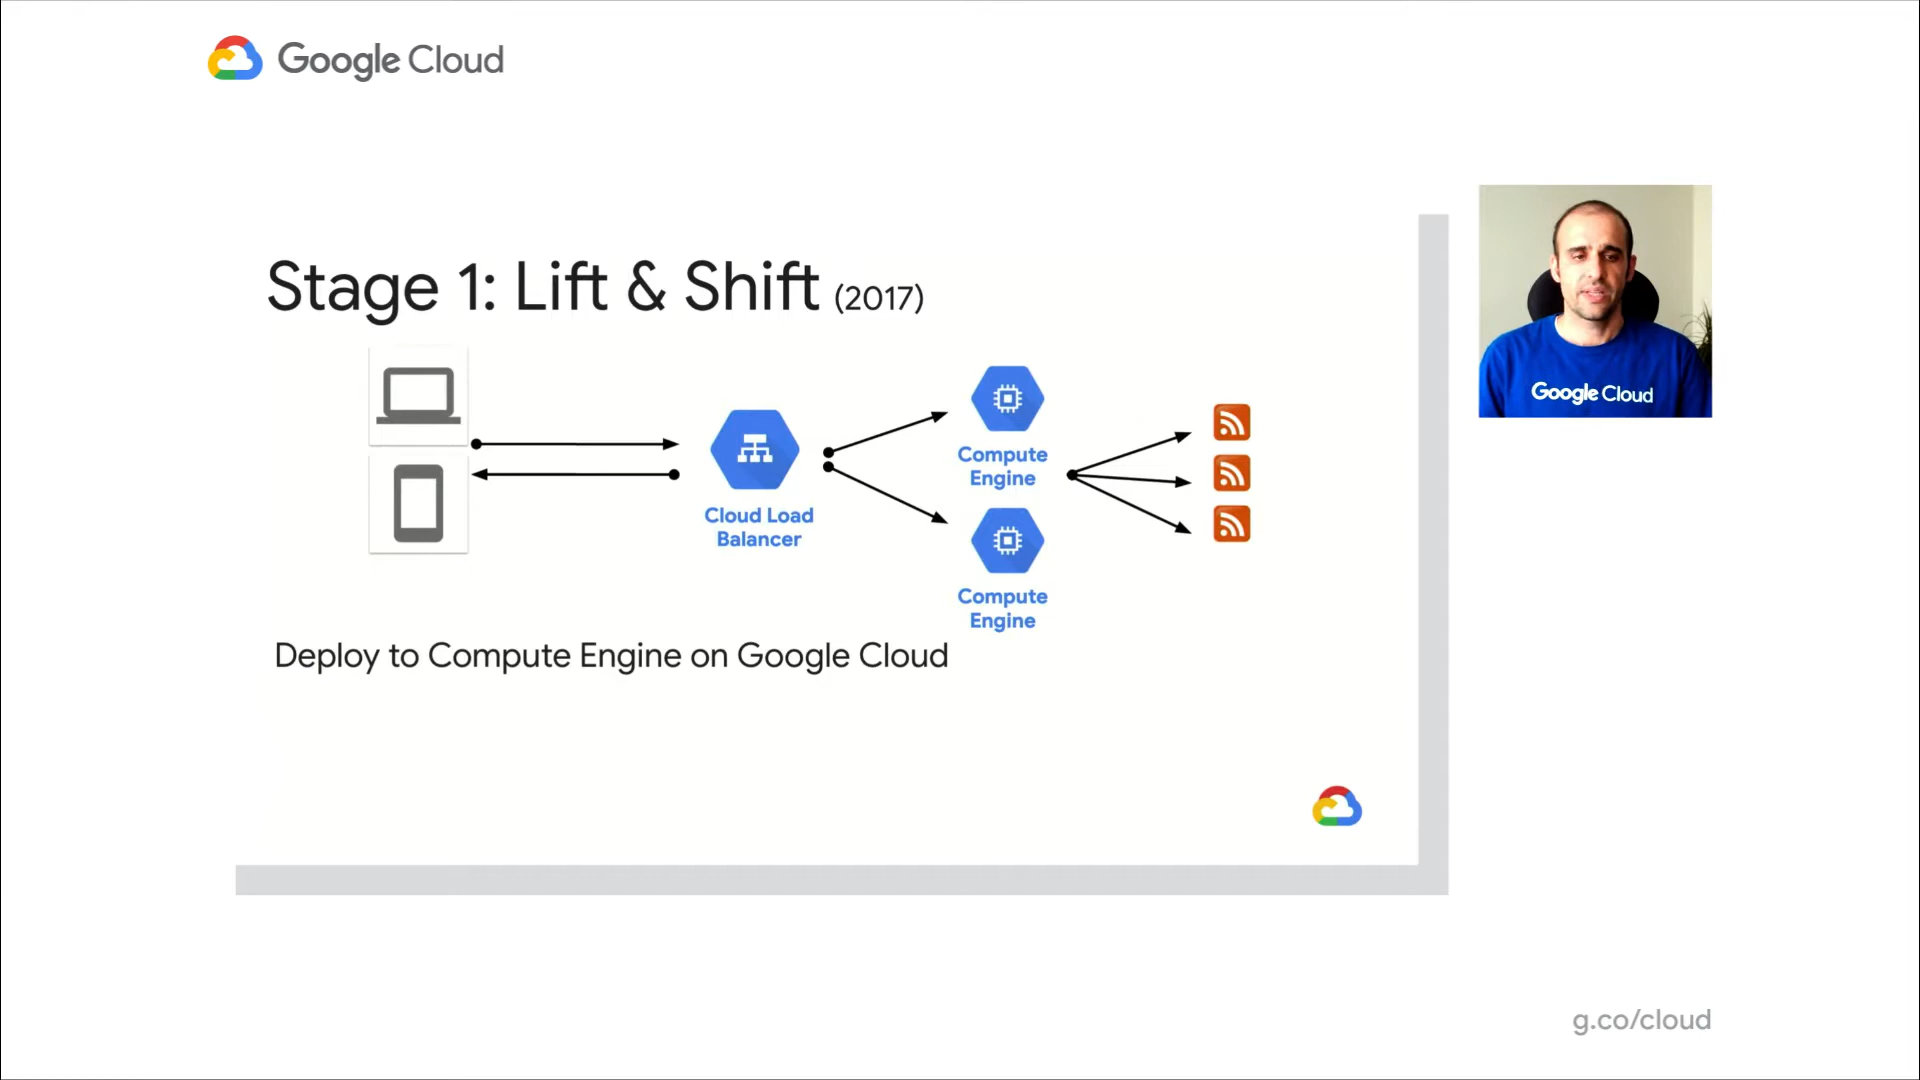 Google Cloud
Stage 1: Lift & Shift (2017)
Google Cloud
Cloud Load
Balancer
Compute
Engine
Compute
Engine
Deploy to Compute Engine on Google Cloud
g.co/cloud